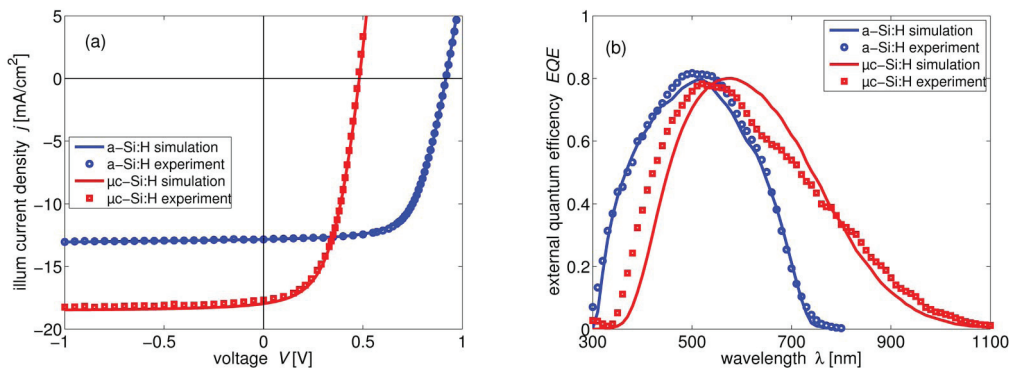 (a)
illum current density j [mA/cm²]
5
0
−5
−10
−15
−20
a−Si:H simulation
a−Si:H experiment
µc−Si:H simulation
µc−Si:H experiment
−1
−0.5
0
0.5
1
voltage V [V]
(b)
external quantum efficency EQE
1
0.8
0.6
0.4
0.2
0
a−Si:H simulation
a−Si:H experiment
µc−Si:H simulation
µc−Si:H experiment
300
500
700
900
1100
wavelength λ [nm]